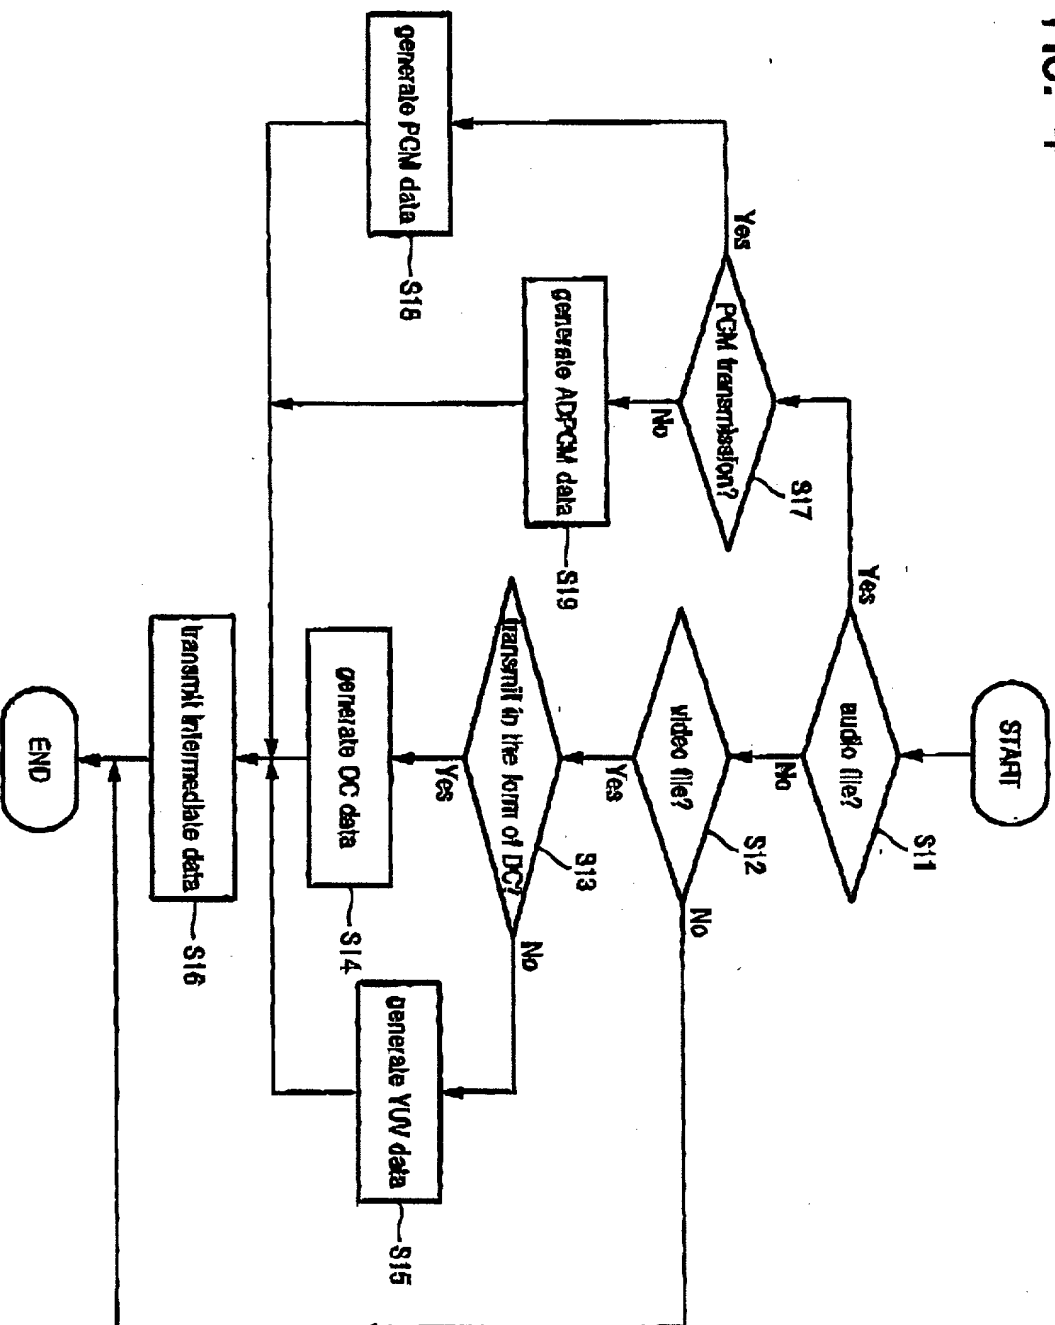 START
audio file?
S11
Yes
No
video file?
S12
No
Yes
PCM transmission?
S17
Yes
No
transmit in the form of DC?
S13
No
Yes
generate PCM data
S18
generate ADPCM data
S19
generate DC data
S14
generate YUV data
S15
transmit intermediate data
S16
END